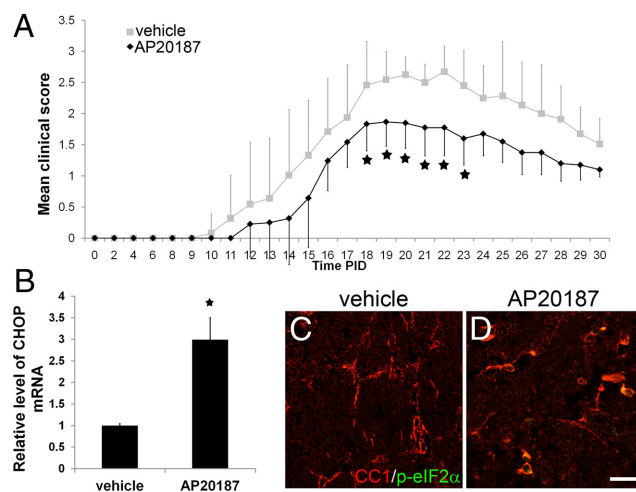 A
vehicle
AP20187
Mean clinical score
3.5
3
2.5
2
1.5
1
0.5
0
0 2 4 6 8 9 10 11 12 13 14 15 16 17 18 19 20 21 22 23 24 25 26 27 28 29 11 30
Time PID
B
Relative level of CHOP
mRNA
4
3.5
3
2.5
2
1.5
1
0.5
0
vehicle AP20187
vehicle
C
CC1/p-eIF2α
AP20187
D